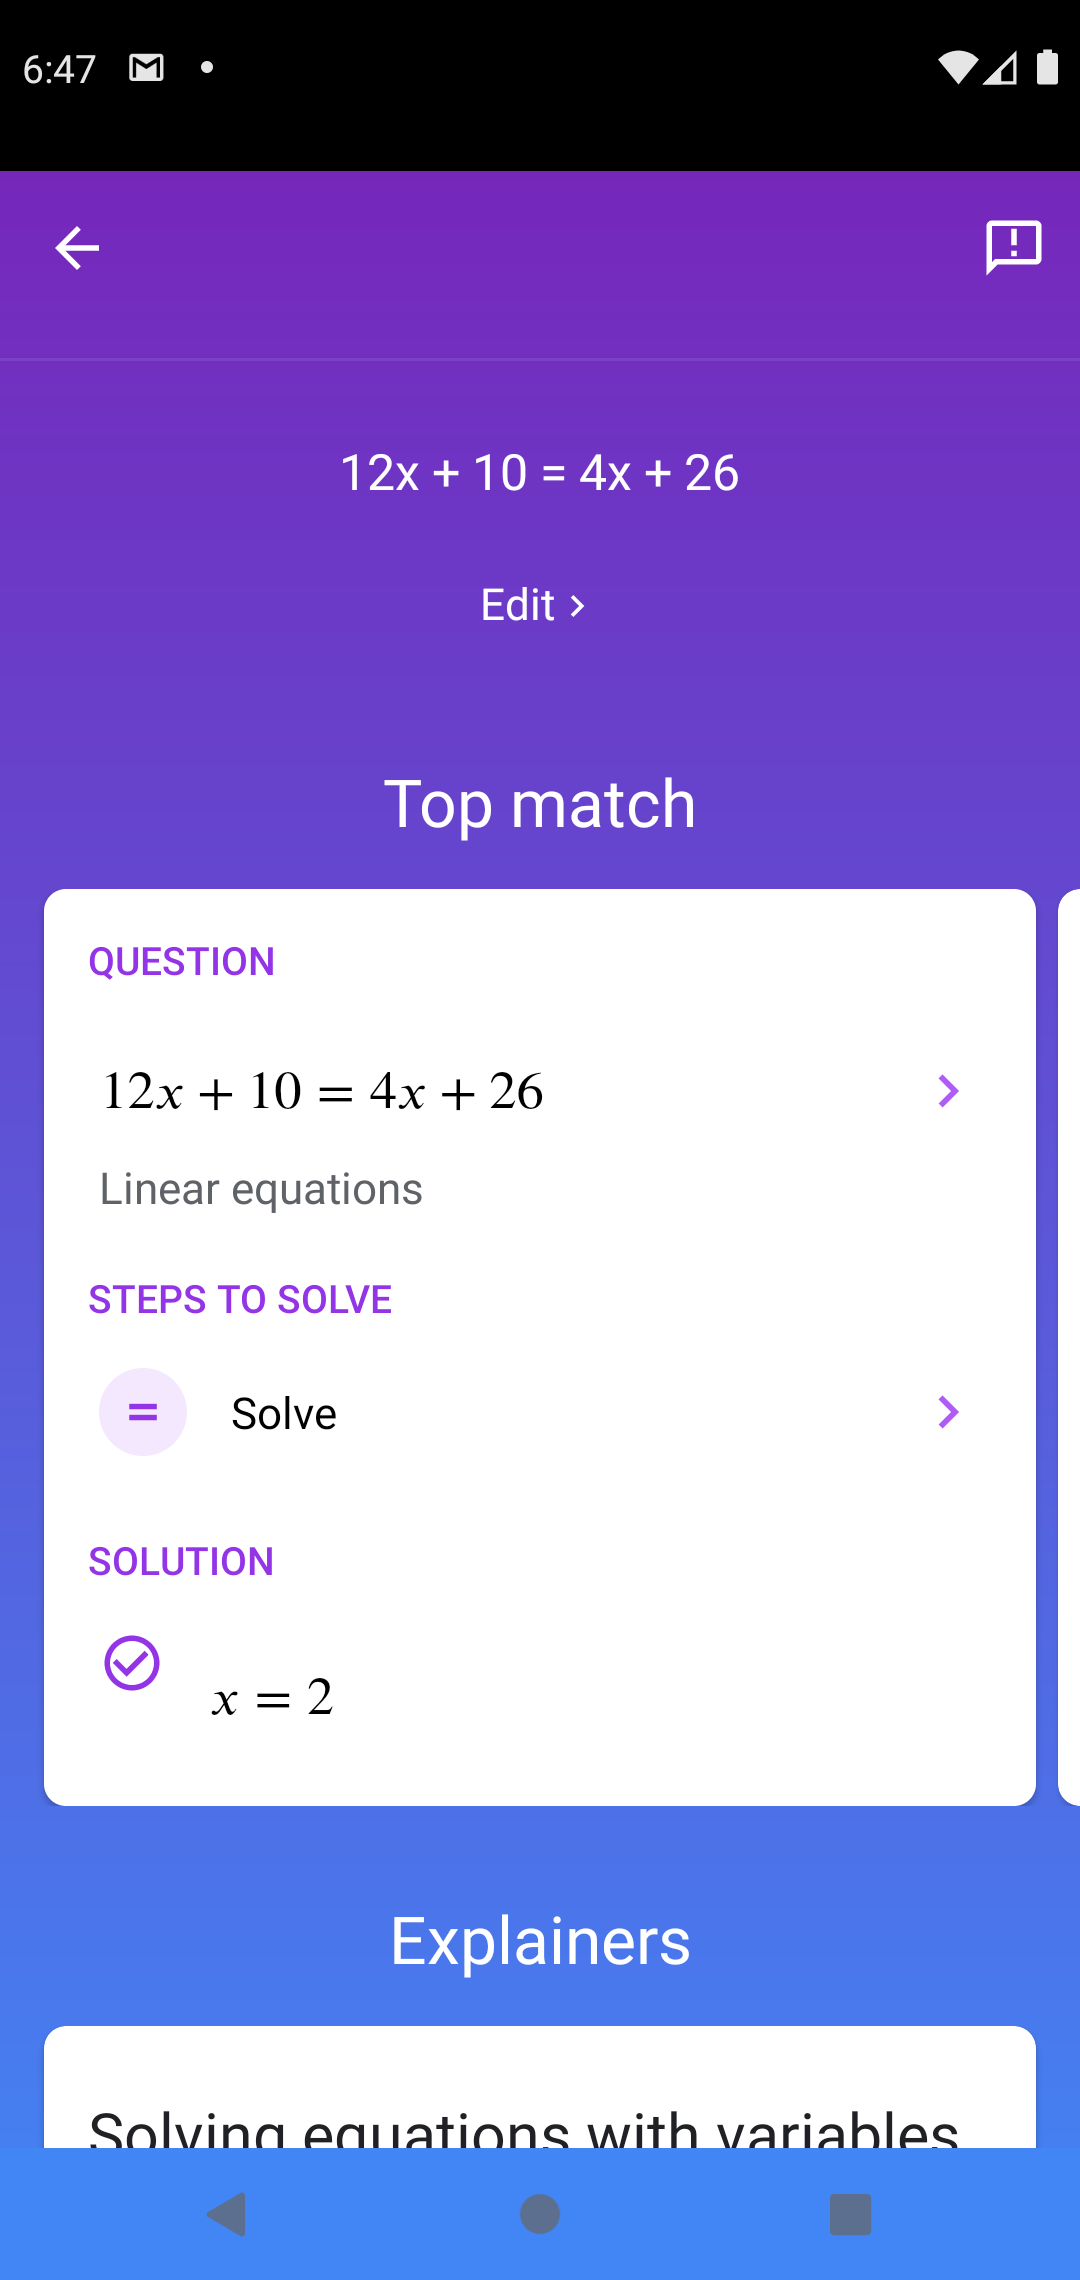 6:47
12x + 10 = 4x + 26
Edit
Top match
QUESTION
12x + 10 = 4x + 26
Linear equations
STEPS TO SOLVE
= Solve
SOLUTION
x = 2
Explainers
Solving equations with variables